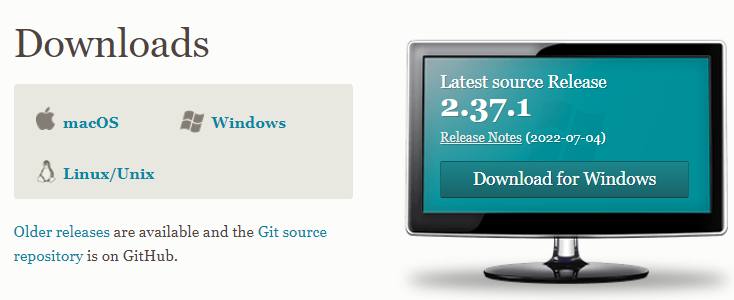 Downloads
macOS
Windows
Linux/Unix
Older releases are available and the Git source
repository is on GitHub.
Latest source Release
2.37.1
Release Notes (2022-07-04)
Download for Windows